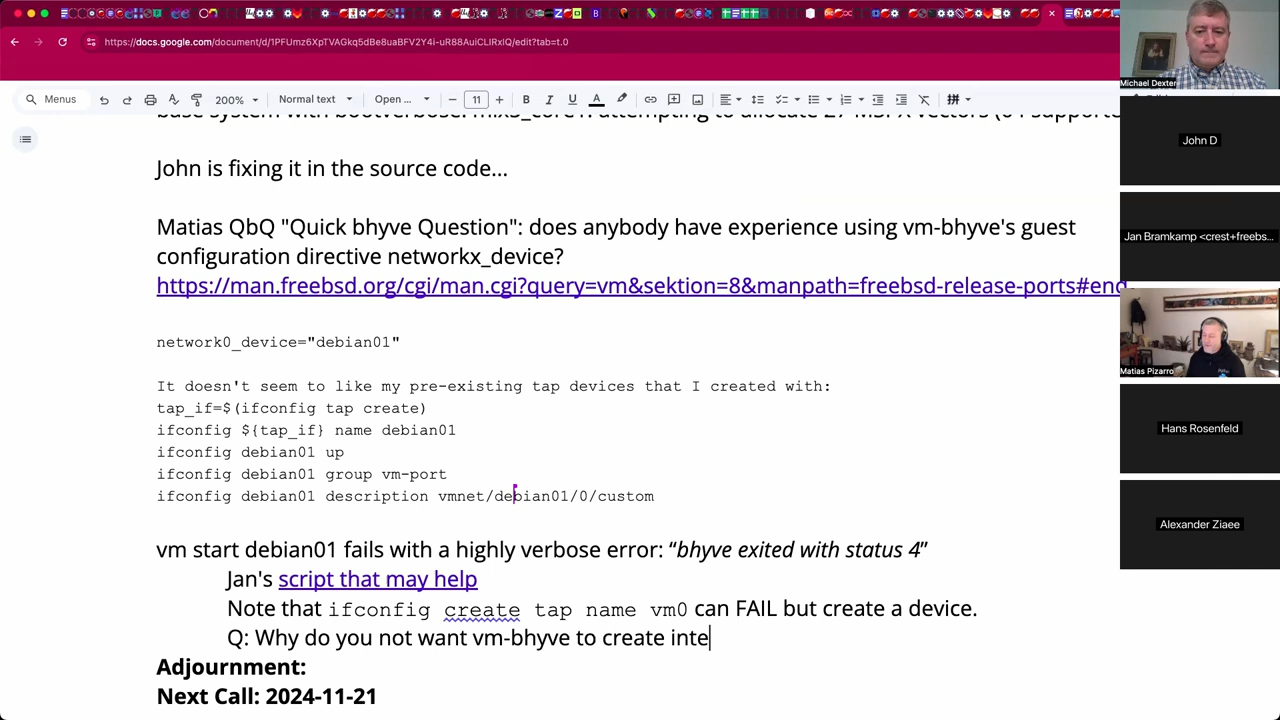 https://docs.google.com/document/d/1PFUmz6XpTVAGkq5dBe8uaBFV2Y4i-uR88AuiCLIRxIQ/edit?tab=t.0
Menus
200%
Normal text
Open ...
11
John is fixing it in the source code...
Matias QbQ "Quick bhyve Question": does anybody have experience using vm-bhyve's guest
configuration directive networkx_device?
https://man.freebsd.org/cgi/man.cgi?query=vm&sektion=8&manpath=freebsd-release-ports#end-
network0_device="debian01"
It doesn't seem to like my pre-existing tap devices that I created with:
tap_if=$(ifconfig tap create)
ifconfig ${tap_if} name debian01
ifconfig debian01 up
ifconfig debian01 group vm-port
ifconfig debian01 description vmnet/debian01/0/custom
vm start debian01 fails with a highly verbose error: “bhyve exited with status 4”
Jan's script that may help
Note that ifconfig create tap name vm0 can FAIL but create a device.
Q: Why do you not want vm-bhyve to create inte
Adjournment:
Next Call: 2024-11-21
Michael Dexter
John D
Jan Bramkamp <crest+freebs...
Matias Pizarro
Hans Rosenfeld
Alexander Ziaee